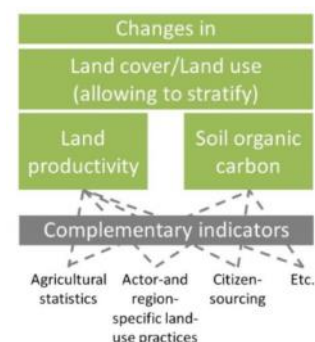 Changes in
Land cover/Land use
(allowing to stratify)
Land
productivity
Soil organic
carbon
Complementary indicators
Agricultural
statistics
Actor-and
region-
specific land-
use practices
Citizen-
sourcing
Etc.